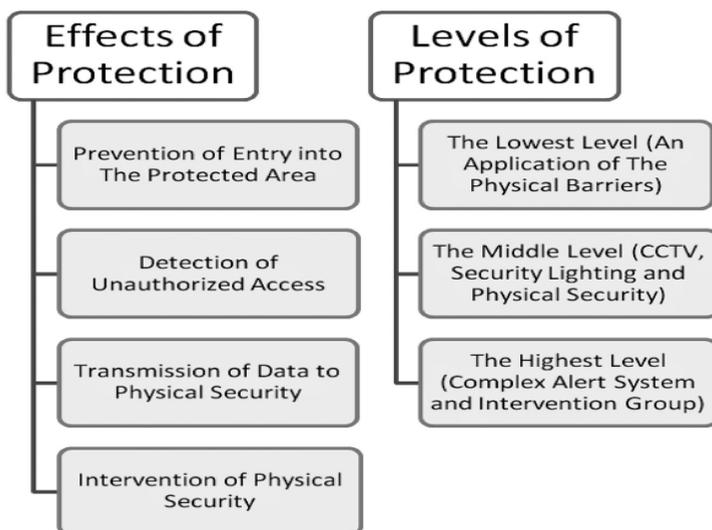 Effects of
Protection
Prevention of Entry into
The Protected Area
Detection of
Unauthorized Access
Transmission of Data to
Physical Security
Intervention of Physical
Security
Levels of
Protection
The Lowest Level (An
Application of The
Physical Barriers)
The Middle Level (CCTV,
Security Lighting and
Physical Security)
The Highest Level
(Complex Alert System
and Intervention Group)